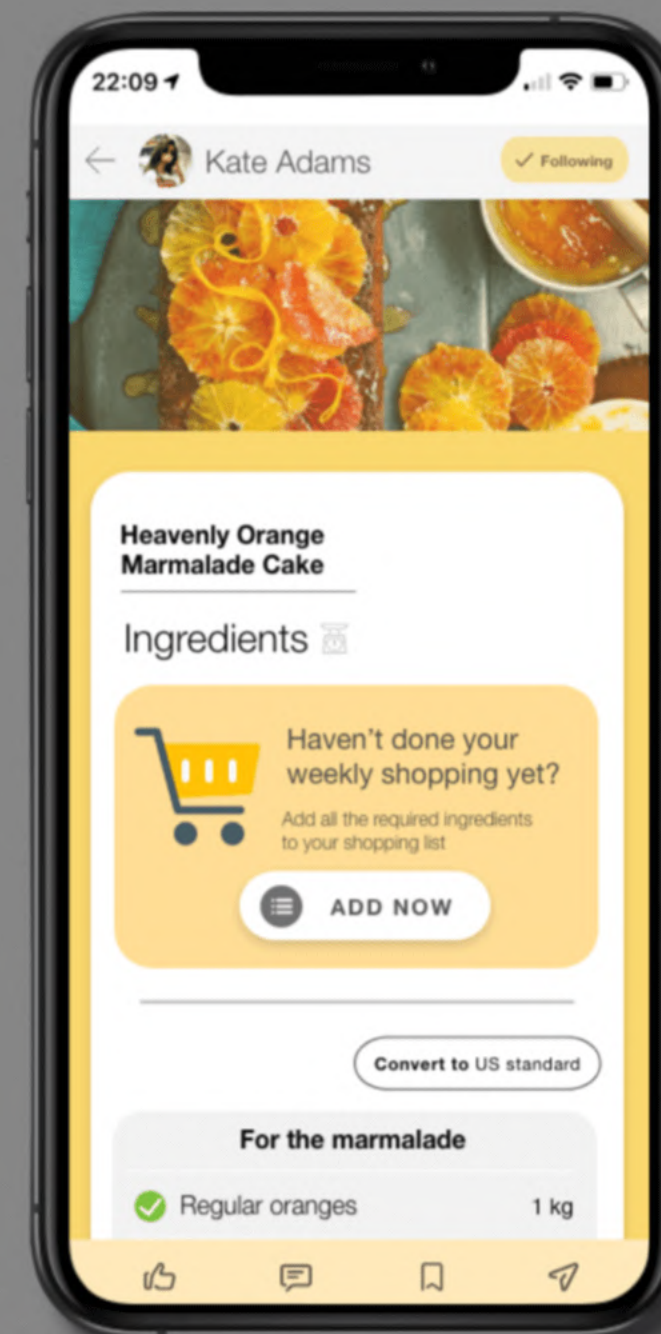 22:09
Kate Adams
Following
Heavenly Orange
Marmalade Cake
Ingredients
Haven't done your
weekly shopping yet?
Add all the required ingredients
to your shopping list
ADD NOW
Convert to US standard
For the marmalade
Regular oranges 1 kg